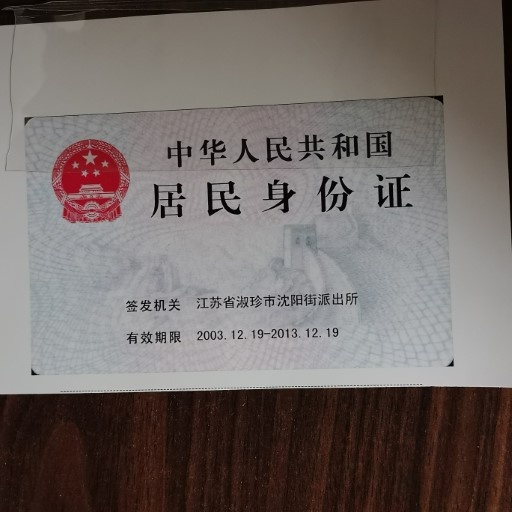 中华人民共和国
居民身份证
签发机关 江苏省淑珍市沈阳街派出所
有效期限 2003.12.19-2013.12.19